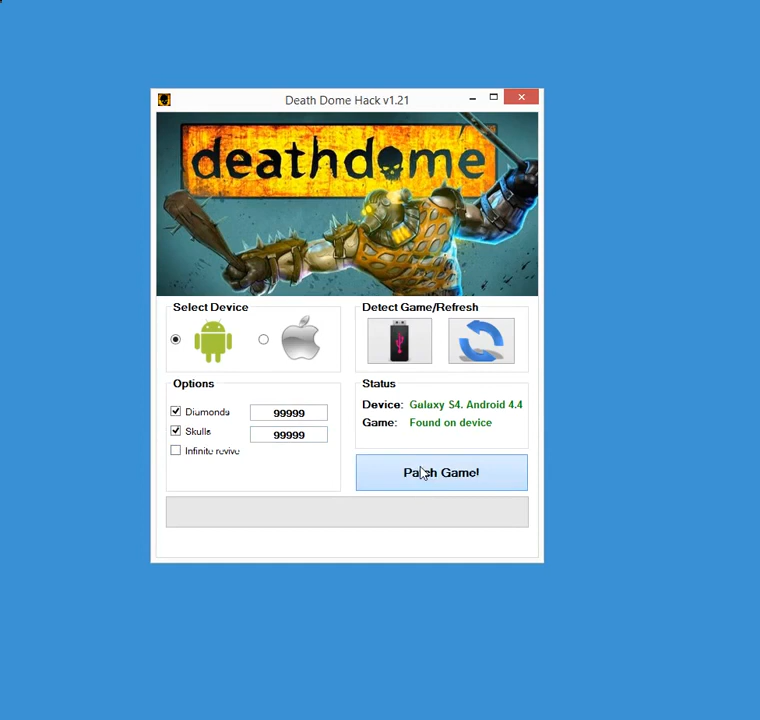 Death Dome Hack v1.21
deathdome
Select Device
Detect Game/Refresh
Options
Diamonds 99999
Skulls 99999
Infinite revive
Status
Device: Galaxy S4. Android 4.4
Game: Found on device
Patch Game!